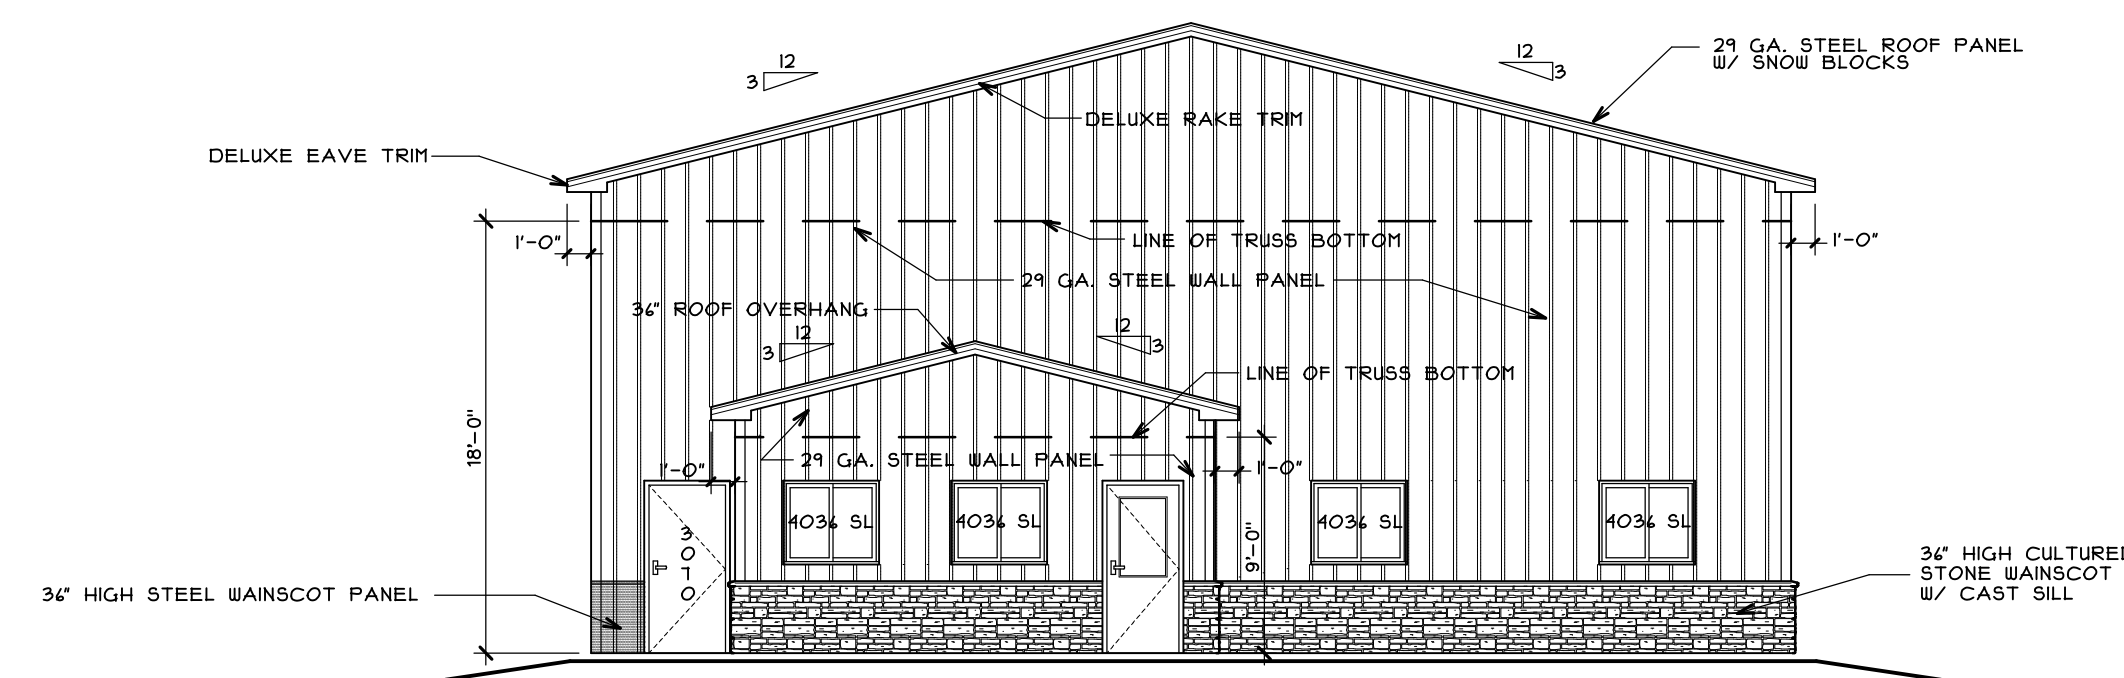 12
3
12
3
29 GA. STEEL ROOF PANEL
W/ SNOW BLOCKS
DELUXE RAKE TRIM
DELUXE EAVE TRIM
1'-0"
LINE OF TRUSS BOTTOM
1'-0"
29 GA. STEEL WALL PANEL
36" ROOF OVERHANG
12
3
12
3
LINE OF TRUSS BOTTOM
18'-0"
1'-0"
29 GA. STEEL WALL PANEL
1'-0"
4036 SL
4036 SL
4036 SL
4036 SL
3
0
7
0
9'-0"
36" HIGH STEEL WAINSCOT PANEL
36" HIGH CULTURED
STONE WAINSCOT
W/ CAST SILL